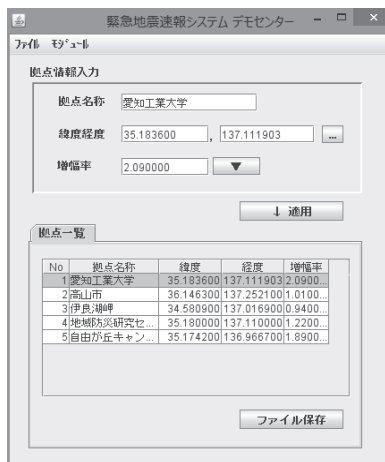 緊急地震速報システム デモセンター
ﾌｧｲﾙ ﾓｼﾞｭｰﾙ
拠点情報入力
拠点名称 愛知工業大学
緯度経度 35.183600 , 137.111903 ...
増幅率 2.090000 ▼
↓ 適用
拠点一覧
No 拠点名称 緯度 経度 増幅率
1 愛知工業大学 35.183600 137.111903 2.0900...
2 高山市 36.146300 137.252100 1.0100...
3 伊良湖岬 34.580900 137.016900 0.9400...
4 地域防災研究セ... 35.180000 137.110000 1.2200...
5 自由が丘キャン... 35.174200 136.966700 1.8900...
ファイル保存